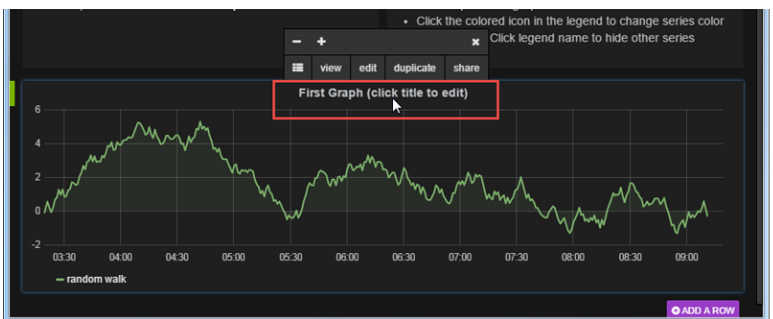 Click the colored icon in the legend to change series color
Click legend name to hide other series
view edit duplicate share
First Graph (click title to edit)
6
4
2
0
-2
03:30 04:00 04:30 05:00 05:30 06:00 06:30 07:00 07:30 08:00 08:30 09:00
random walk
ADD A ROW